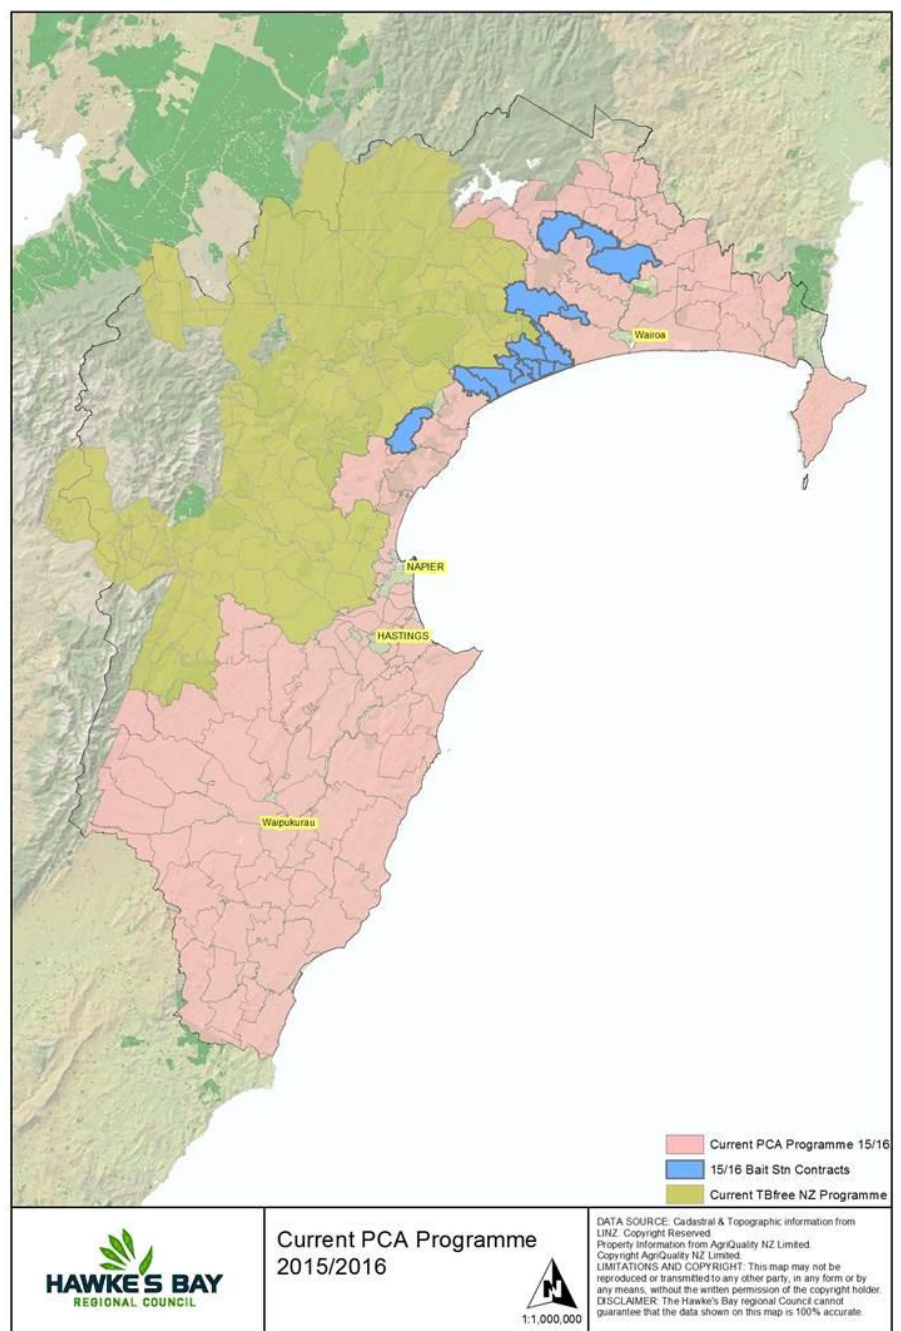 Wairoa
NAPIER
HASTINGS
Waipukurau
Current PCA Programme 15/16
15/16 Bait Stn Contracts
Current TBfree NZ Programme
HAWKE'S BAY
REGIONAL COUNCIL
Current PCA Programme
2015/2016
N
1:1,000,000
DATA SOURCE: Cadastral & Topographic information from
LINZ. Copyright Reserved.
Property Information from AgriQuality NZ Limited.
Copyright AgriQuality NZ Limited.
LIMITATIONS AND COPYRIGHT: This map may not be
reproduced or transmitted to any other party, in any form or by
any means, without the written permission of the copyright holder.
DISCLAIMER: The Hawke's Bay regional Council cannot
guarantee that the data shown on this map is 100% accurate.